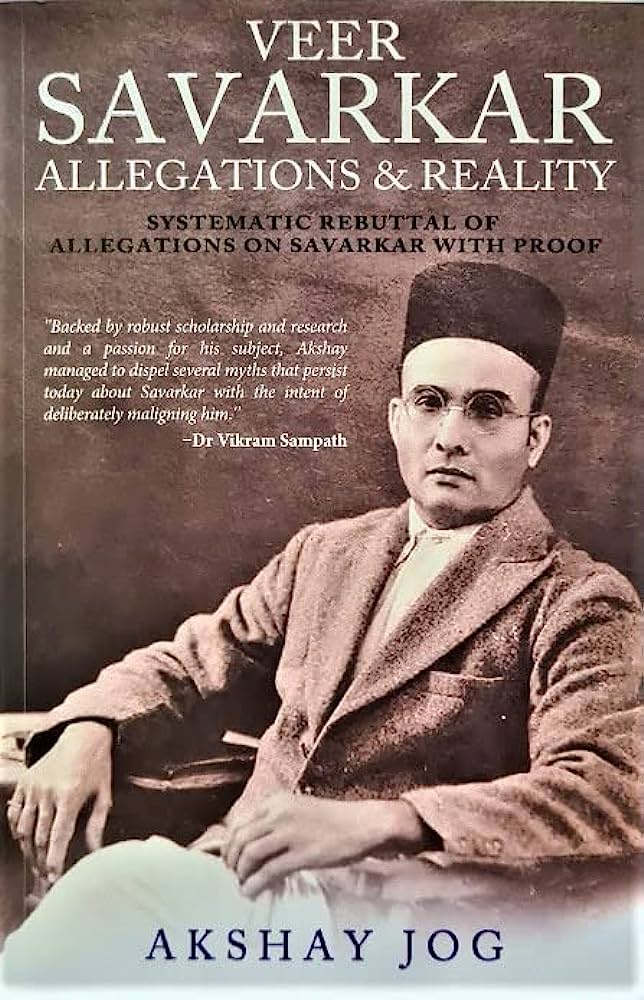 VEER
SAVARKAR
ALLEGATIONS & REALITY
SYSTEMATIC REBUTTAL OF
ALLEGATIONS ON SAVARKAR WITH PROOF
"Backed by robust scholarship and research
and a passion for his subject, Akshay
managed to dispel several myths that persist
today about Savarkar with the intent of
deliberately maligning him."
–Dr Vikram Sampath
AKSHAY JOG